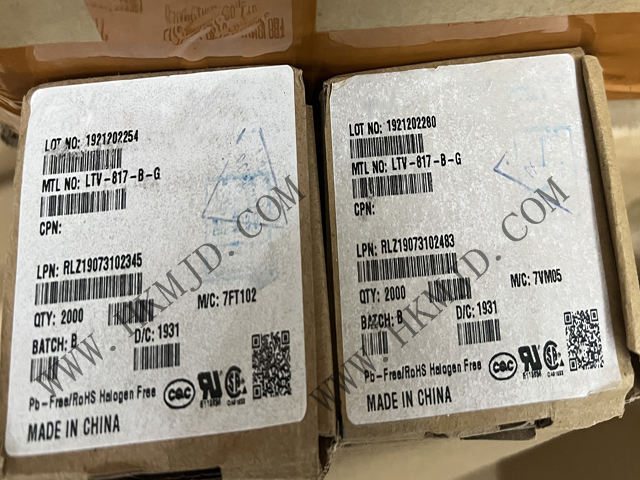 LOT NO: 1921202254
MTL NO: LTV-817-B-G
CPN:
LPN: RLZ19073102345
QTY: 2000
M/C: 7FT102
BATCH: B
D/C: 1931
Pb-Free/RoHS Halogen Free
CQC
MADE IN CHINA
LOT NO: 1921202280
MTL NO: LTV-817-B-G
CPN:
LPN: RLZ19073102483
QTY: 2000
M/C: 7VM05
BATCH: B
D/C: 1931
Pb-Free/RoHS Halogen Free
CQC
MADE IN CHINA
WWW.HKMJD.COM
WWW.HKMJD.COM